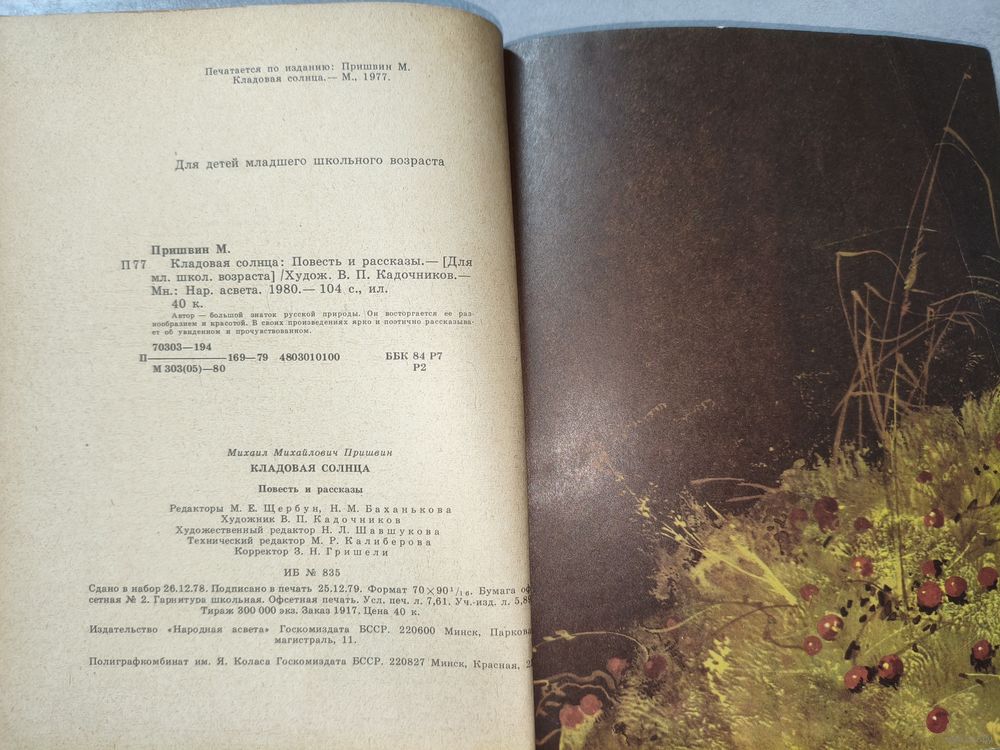 Печатается по изданию: Пришвин М.
Кладовая солнца.— М., 1977.
Для детей младшего школьного возраста
Пришвин М.
П77 Кладовая солнца: Повесть и рассказы.— [Для
мл. школ. возраста] /Худож. В. П. Кадочников.—
Мн.: Нар. асвета. 1980.— 104 с., ил.
40 к.
Автор — большой знаток русской природы. Он восторгается ее раз-
нообразием и красотой. В своих произведениях ярко и поэтично рассказыва-
ет об увиденном и прочувствованном.
70303—194
П————169—79 4803010100 ББК 84 Р7
М 303(05)—80 Р2
Михаил Михайлович Пришвин
КЛАДОВАЯ СОЛНЦА
Повесть и рассказы
Редакторы М. Е. Щербун, Н. М. Баханькова
Художник В. П. Кадочников
Художественный редактор Н. Л. Шавшукова
Технический редактор М. Р. Калиберова
Корректор З. Н. Гришели
ИБ № 835
Сдано в набор 26.12.78. Подписано в печать 25.12.79. Формат 70×90 1/16. Бумага оф
сетная № 2. Гарнитура школьная. Офсетная печать. Усл. печ. л. 7,61. Уч.-изд. л. 5,89
Тираж 300 000 экз. Заказ 1917. Цена 40 к.
Издательство «Народная асвета» Госкомиздата БССР. 220600 Минск, Паркова
магистраль, 11.
Полиграфкомбинат им. Я. Коласа Госкомиздата БССР. 220827 Минск, Красная, 2